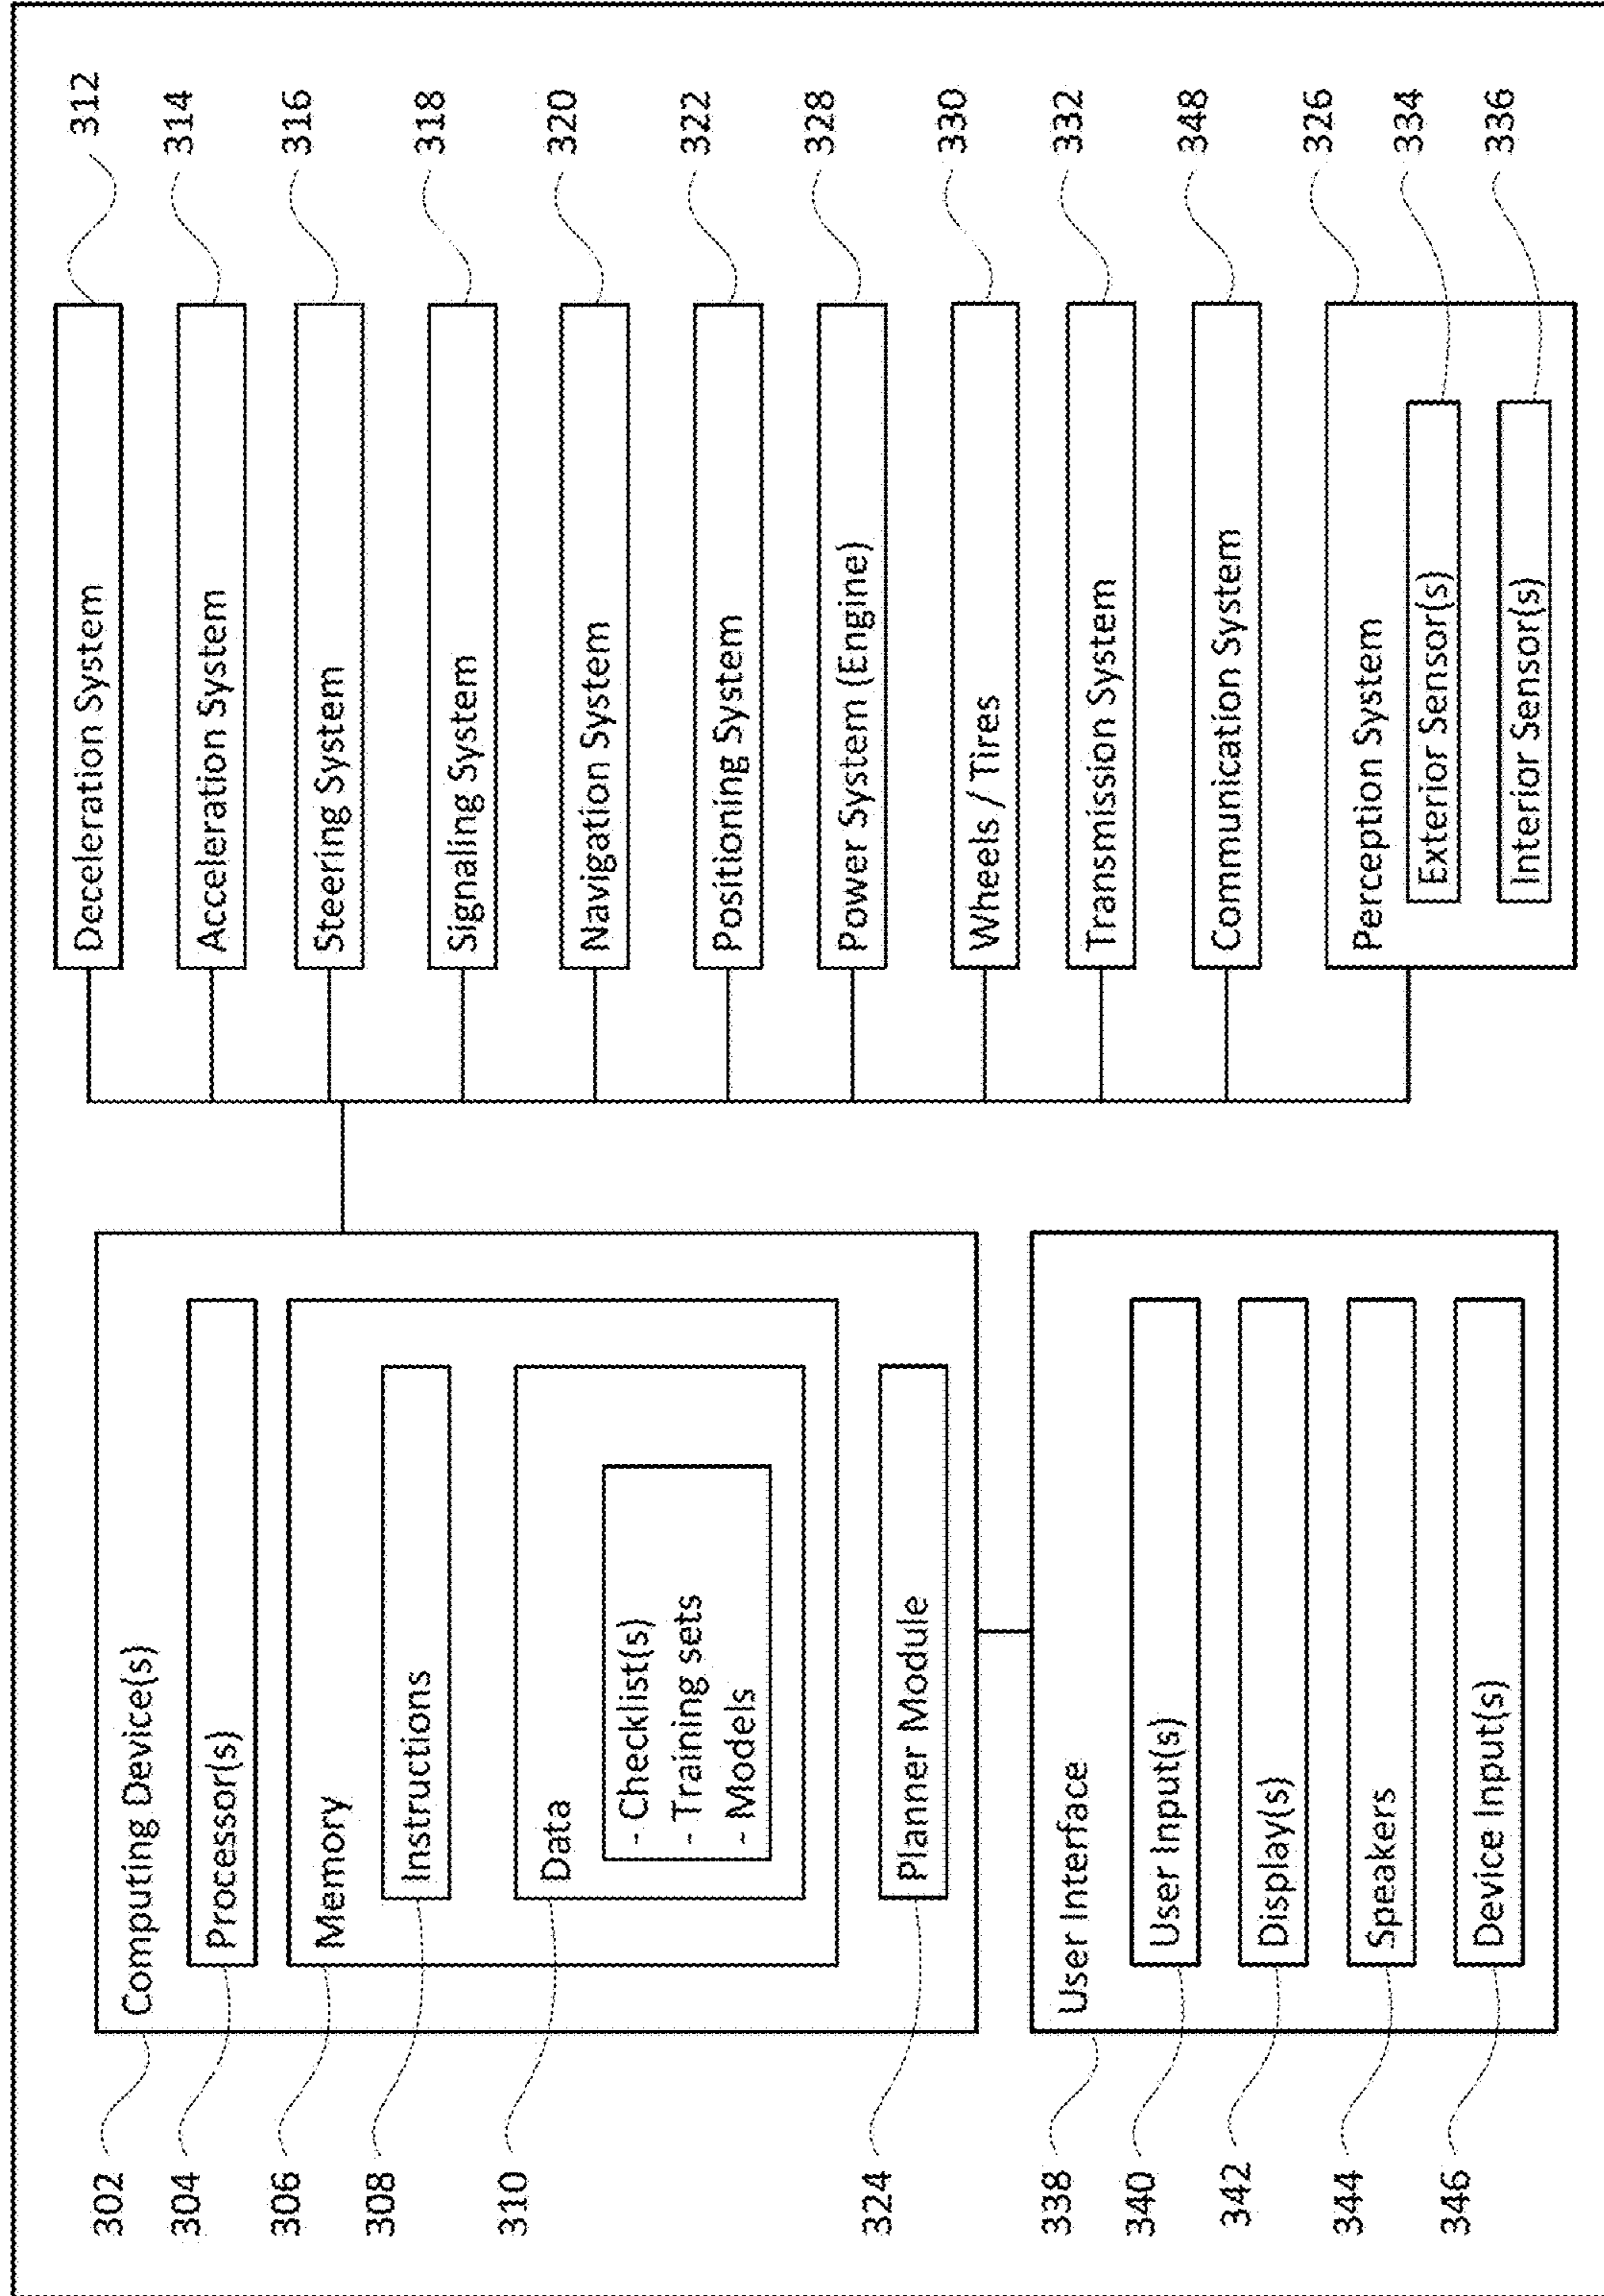 302
Computing Device(s)
304
Processor(s)
306
Memory
308
Instructions
310
Data
- Checklist(s)
- Training sets
- Models
324
Planner Module
338
User Interface
340
User Input(s)
342
Display(s)
344
Speakers
346
Device Input(s)
Deceleration System
312
Acceleration System
314
Steering System
316
Signaling System
318
Navigation System
320
Positioning System
322
Power System (Engine)
328
Wheels / Tires
330
Transmission System
332
Communication System
348
Perception System
326
Exterior Sensor(s)
334
Interior Sensor(s)
336